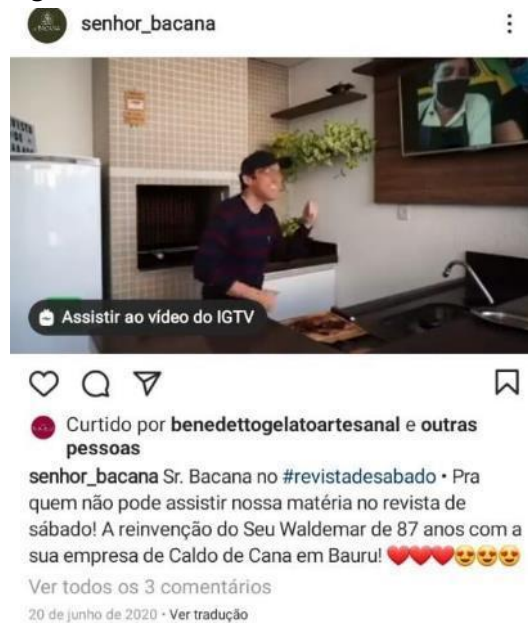 senhor_bacana
Assistir ao vídeo do IGTV
Curtido por benedettogelatoartesanal e outras
pessoas
senhor_bacana Sr. Bacana no #revistadesabado • Pra
quem não pode assistir nossa matéria no revista de
sábado! A reinvenção do Seu Waldemar de 87 anos com a
sua empresa de Caldo de Cana em Bauru! ❤️❤️❤️😍😍😍
Ver todos os 3 comentários
20 de junho de 2020 • Ver tradução